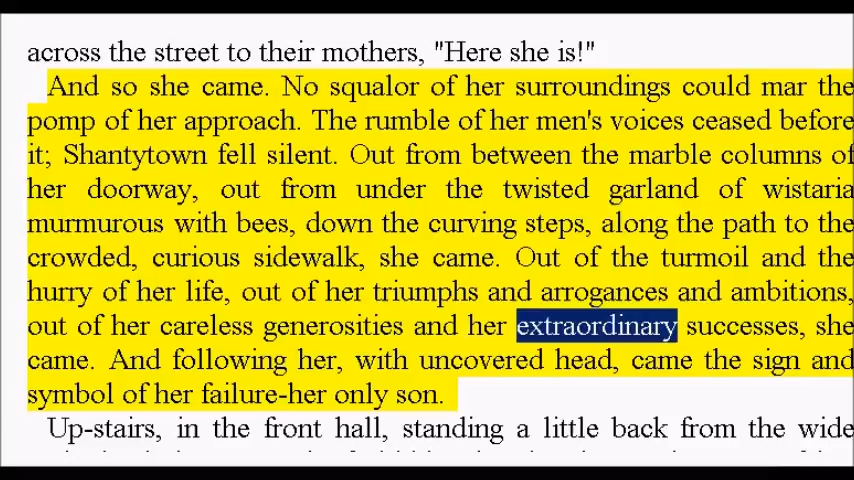 across the street to their mothers, "Here she is!"
And so she came. No squalor of her surroundings could mar the
pomp of her approach. The rumble of her men's voices ceased before
it; Shantytown fell silent. Out from between the marble columns of
her doorway, out from under the twisted garland of wistaria
murmurous with bees, down the curving steps, along the path to the
crowded, curious sidewalk, she came. Out of the turmoil and the
hurry of her life, out of her triumphs and arrogances and ambitions,
out of her careless generosities and her extraordinary successes, she
came. And following her, with uncovered head, came the sign and
symbol of her failure-her only son.
Up-stairs, in the front hall, standing a little back from the wide